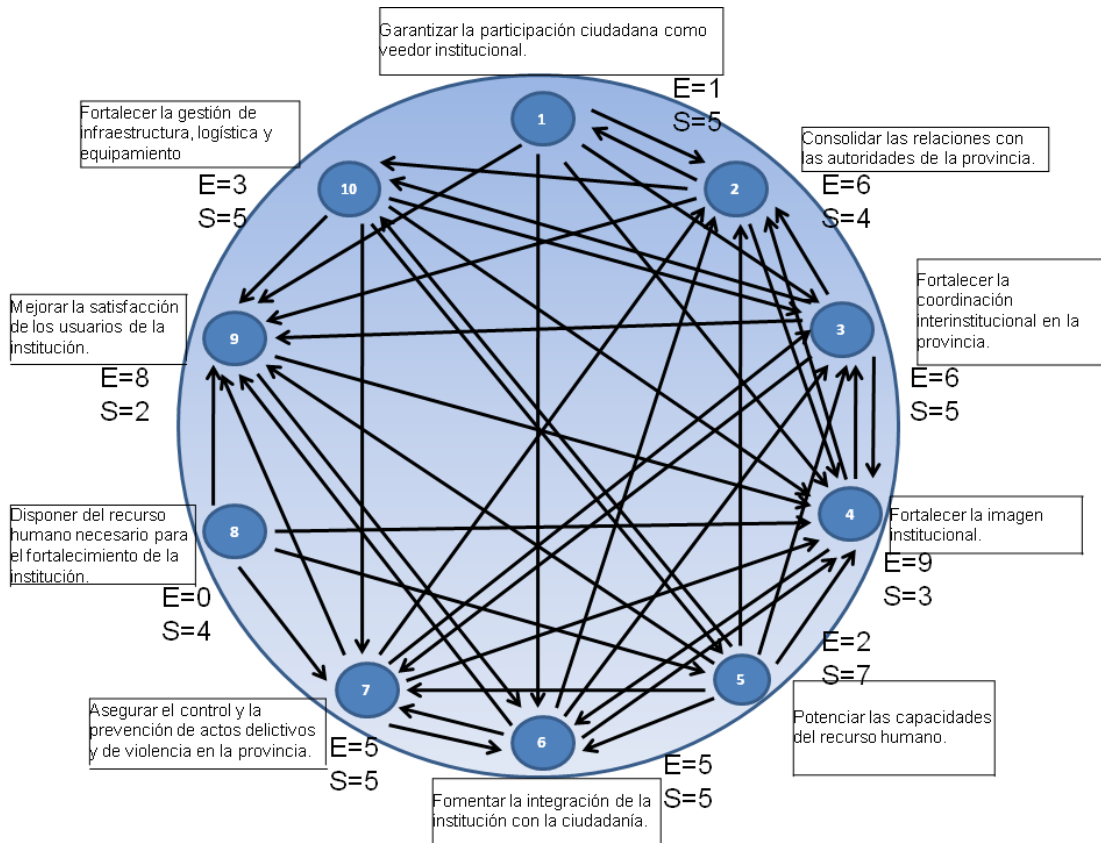 Garantizar la participación ciudadana como
veedor institucional.
E=1
S=5
1
Consolidar las relaciones con
las autoridades de la provincia.
E=6
S=4
2
Fortalecer la
coordinación
interinstitucional en la
provincia.
E=6
S=5
3
Fortalecer la imagen
institucional.
E=9
S=3
4
E=2
S=7
5
Potenciar las capacidades
del recurso humano.
E=5
S=5
6
Fomentar la integración de la
institución con la ciudadanía.
Asegurar el control y la
prevención de actos delictivos
y de violencia en la provincia.
E=5
S=5
7
Disponer del recurso
humano necesario para
el fortalecimiento de la
institución.
E=0
S=4
8
Mejorar la satisfacción
de los usuarios de la
institución.
E=8
S=2
9
Fortalecer la gestión de
infraestructura, logística y
equipamiento
E=3
S=5
10